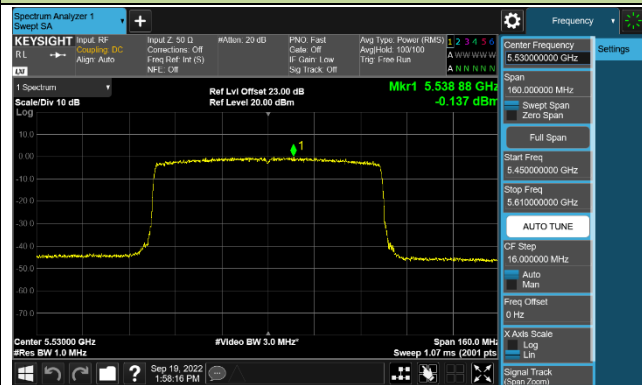 Spectrum Analyzer 1
Swept SA
+
Frequency
KEYSIGHT
RL
LXI
Input: RF
Coupling: DC
Align: Auto
Input Z: 50 Ω
Corrections: Off
Freq Ref: Int (S)
NFE: Off
#Atten: 20 dB
PNO: Fast
Gate: Off
IF Gain: Low
Sig Track: Off
Avg Type: Power (RMS)
Avg|Hold: 100/100
Trig: Free Run
1 2 3 4 5 6
A W W W W W
A N N N N N
1 Spectrum
Scale/Div 10 dB
Log
Ref Lvl Offset 23.00 dB
Ref Level 20.00 dBm
Mkr1 5.538 88 GHz
-0.137 dBm
1
10.0
0.00
-10.0
-20.0
-30.0
-40.0
-50.0
-60.0
-70.0
Center 5.53000 GHz
#Res BW 1.0 MHz
#Video BW 3.0 MHz*
Span 160.0 MHz
Sweep 1.07 ms (2001 pts)
Sep 19, 2022
1:58:16 PM
?
Center Frequency
5.530000000 GHz
Settings
Span
160.000000 MHz
Swept Span
Zero Span
Full Span
Start Freq
5.450000000 GHz
Stop Freq
5.610000000 GHz
AUTO TUNE
CF Step
16.000000 MHz
Auto
Man
Freq Offset
0 Hz
X Axis Scale
Log
Lin
Signal Track
(Span Zoom)